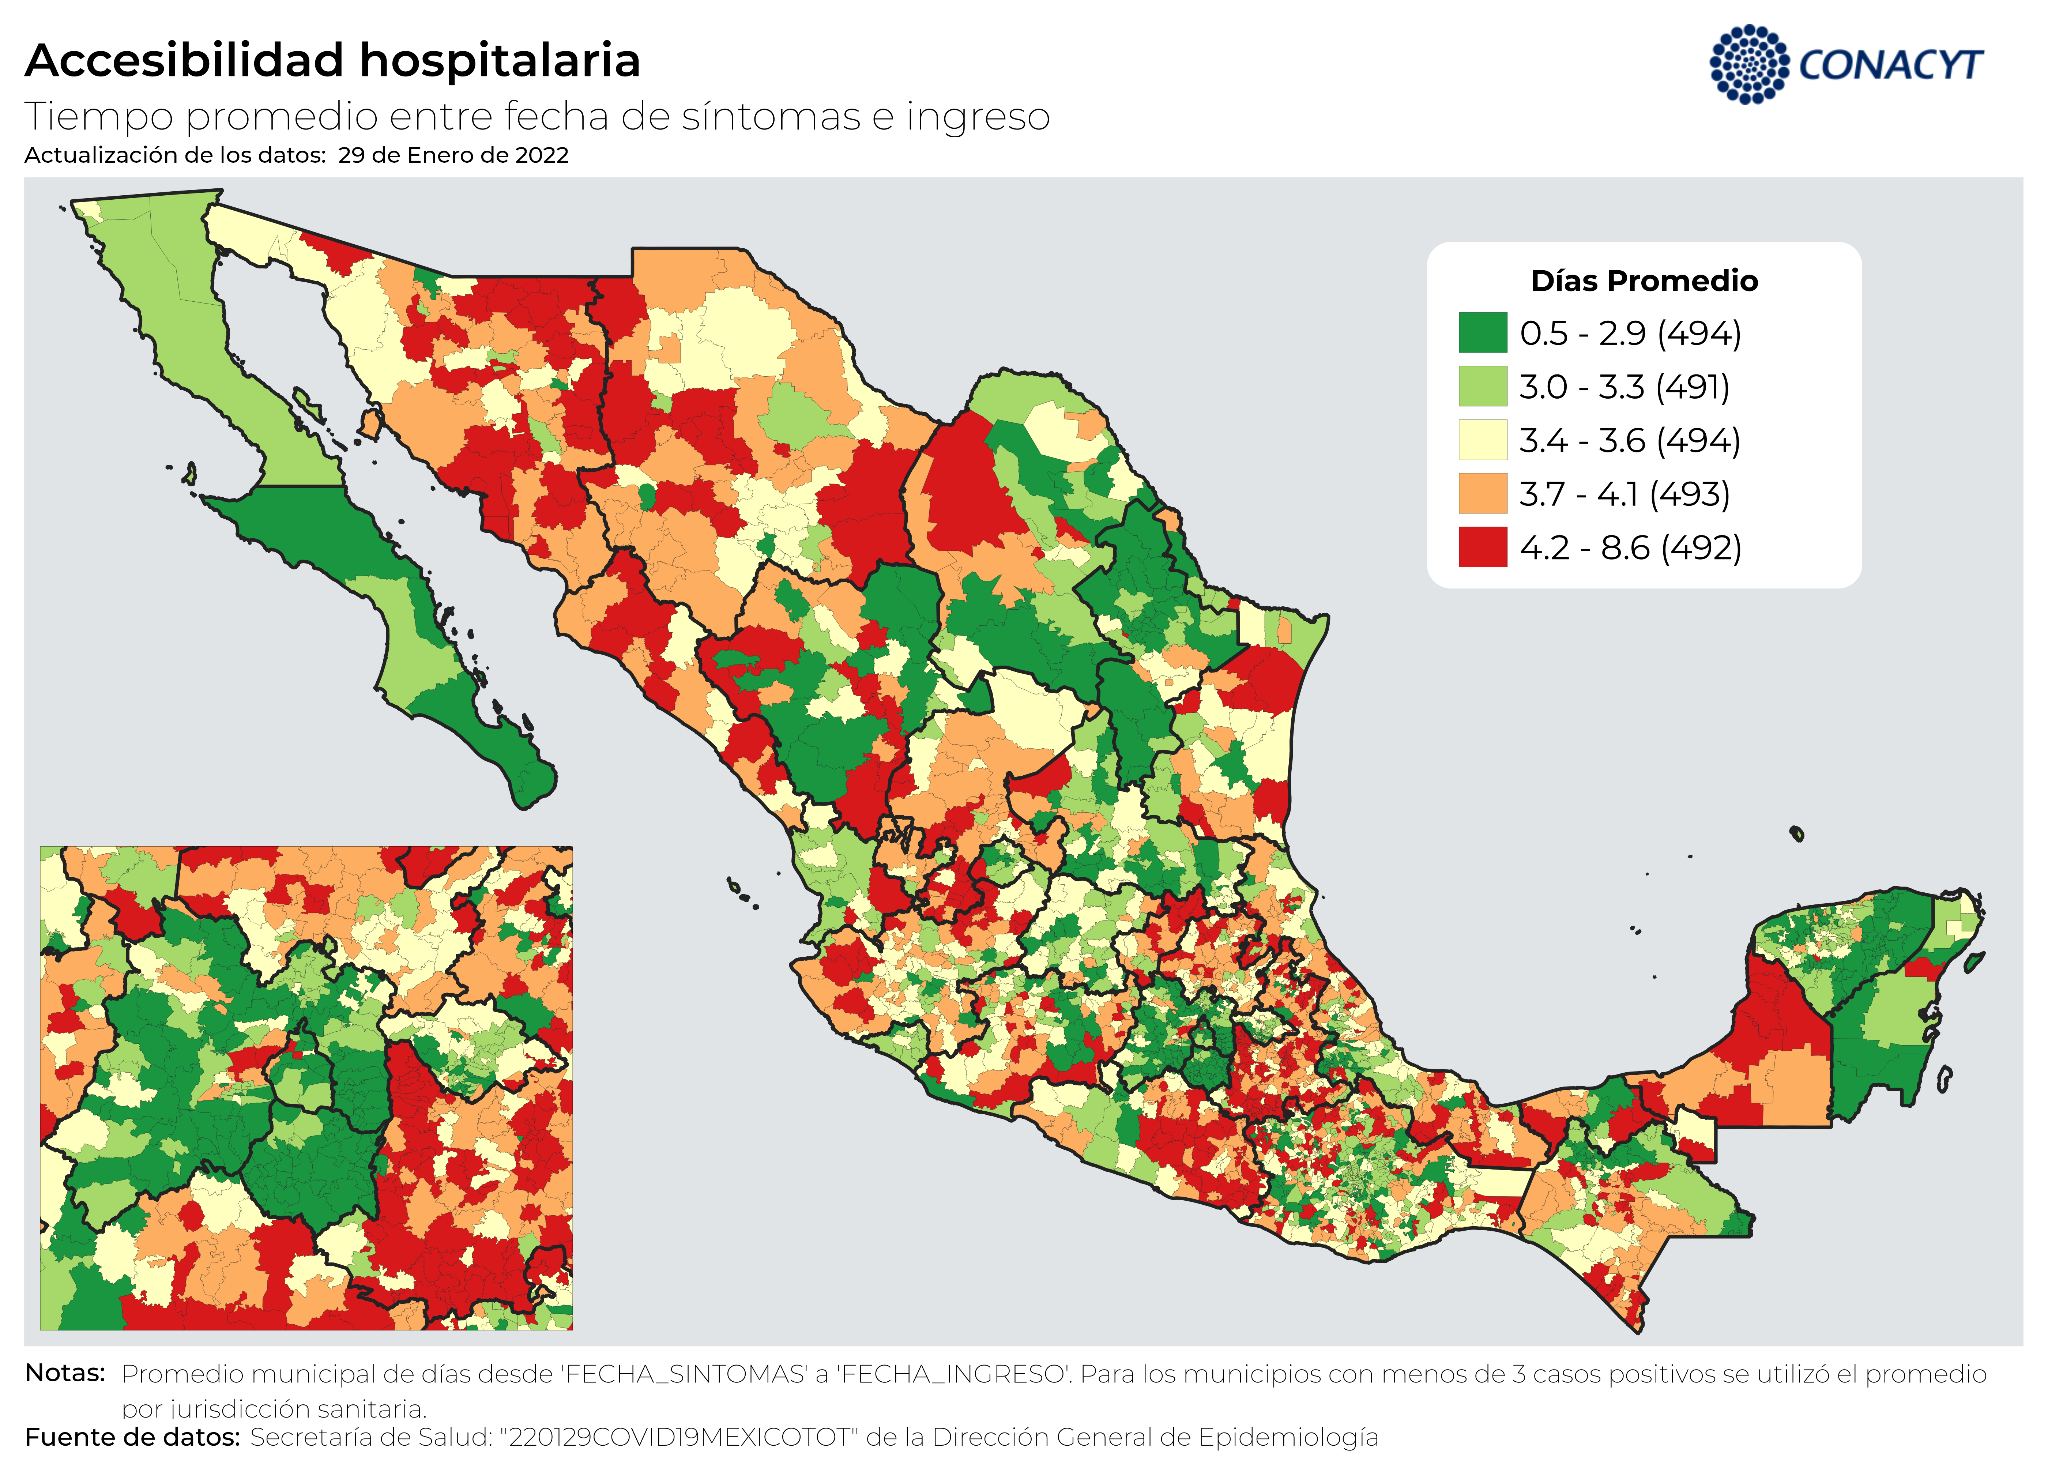 Accesibilidad hospitalaria
CONACYT
Tiempo promedio entre fecha de síntomas e ingreso
Actualización de los datos: 29 de Enero de 2022
Días Promedio
0.5 - 2.9 (494)
3.0 - 3.3 (491)
3.4 - 3.6 (494)
3.7 - 4.1 (493)
4.2 - 8.6 (492)
Notas: Promedio municipal de días desde 'FECHA_SINTOMAS' a 'FECHA_INGRESO'. Para los municipios con menos de 3 casos positivos se utilizó el promedio
por jurisdicción sanitaria.
Fuente de datos: Secretaría de Salud: "220129COVID19MEXICOTOT" de la Dirección General de Epidemiología